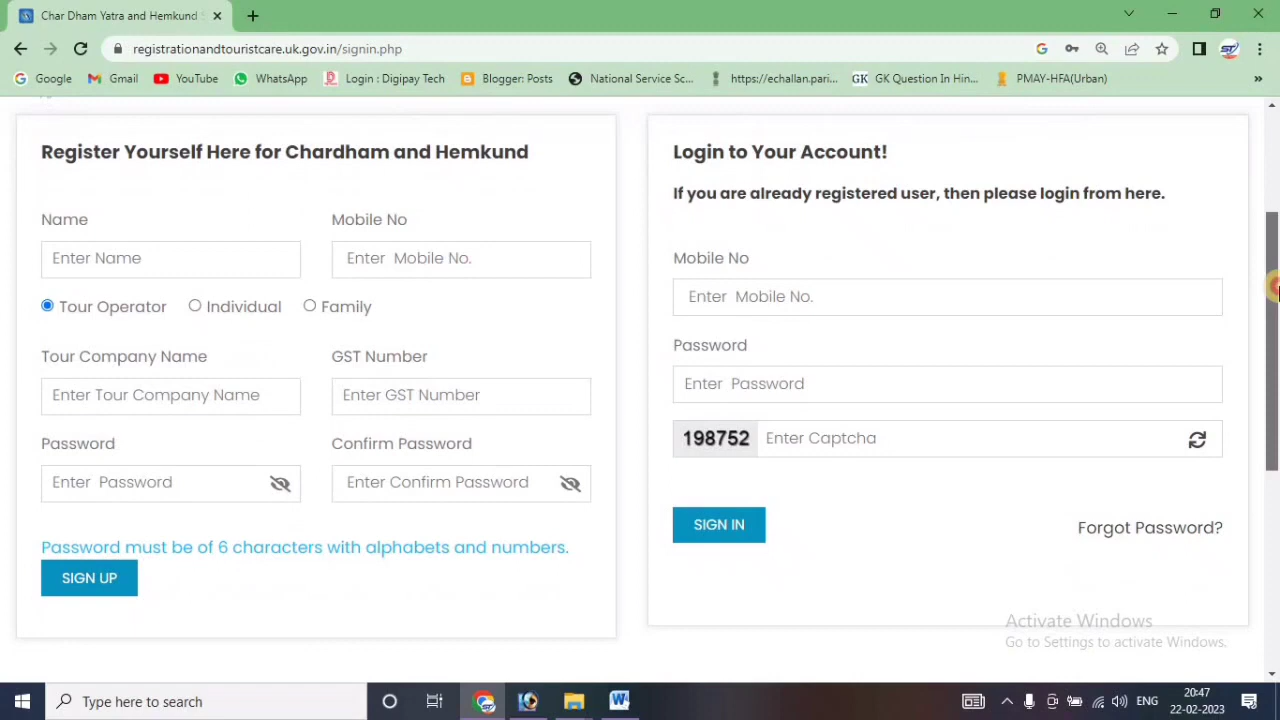 Char Dham Yatra and Hemkund
registrationandtouristcare.uk.gov.in/signin.php
Google Gmail YouTube WhatsApp Login : Digipay Tech Blogger: Posts National Service Sc... https://echallan.pari... GK GK Question In Hin... PMAY-HFA(Urban) »
Register Yourself Here for Chardham and Hemkund
Name Mobile No
Enter Name Enter Mobile No.
Tour Operator Individual Family
Tour Company Name GST Number
Enter Tour Company Name Enter GST Number
Password Confirm Password
Enter Password Enter Confirm Password
Password must be of 6 characters with alphabets and numbers.
SIGN UP
Login to Your Account!
If you are already registered user, then please login from here.
Mobile No
Enter Mobile No.
Password
Enter Password
198752 Enter Captcha
SIGN IN Forgot Password?
Activate Windows
Go to Settings to activate Windows.
Type here to search
ENG
20:47
22-02-2023